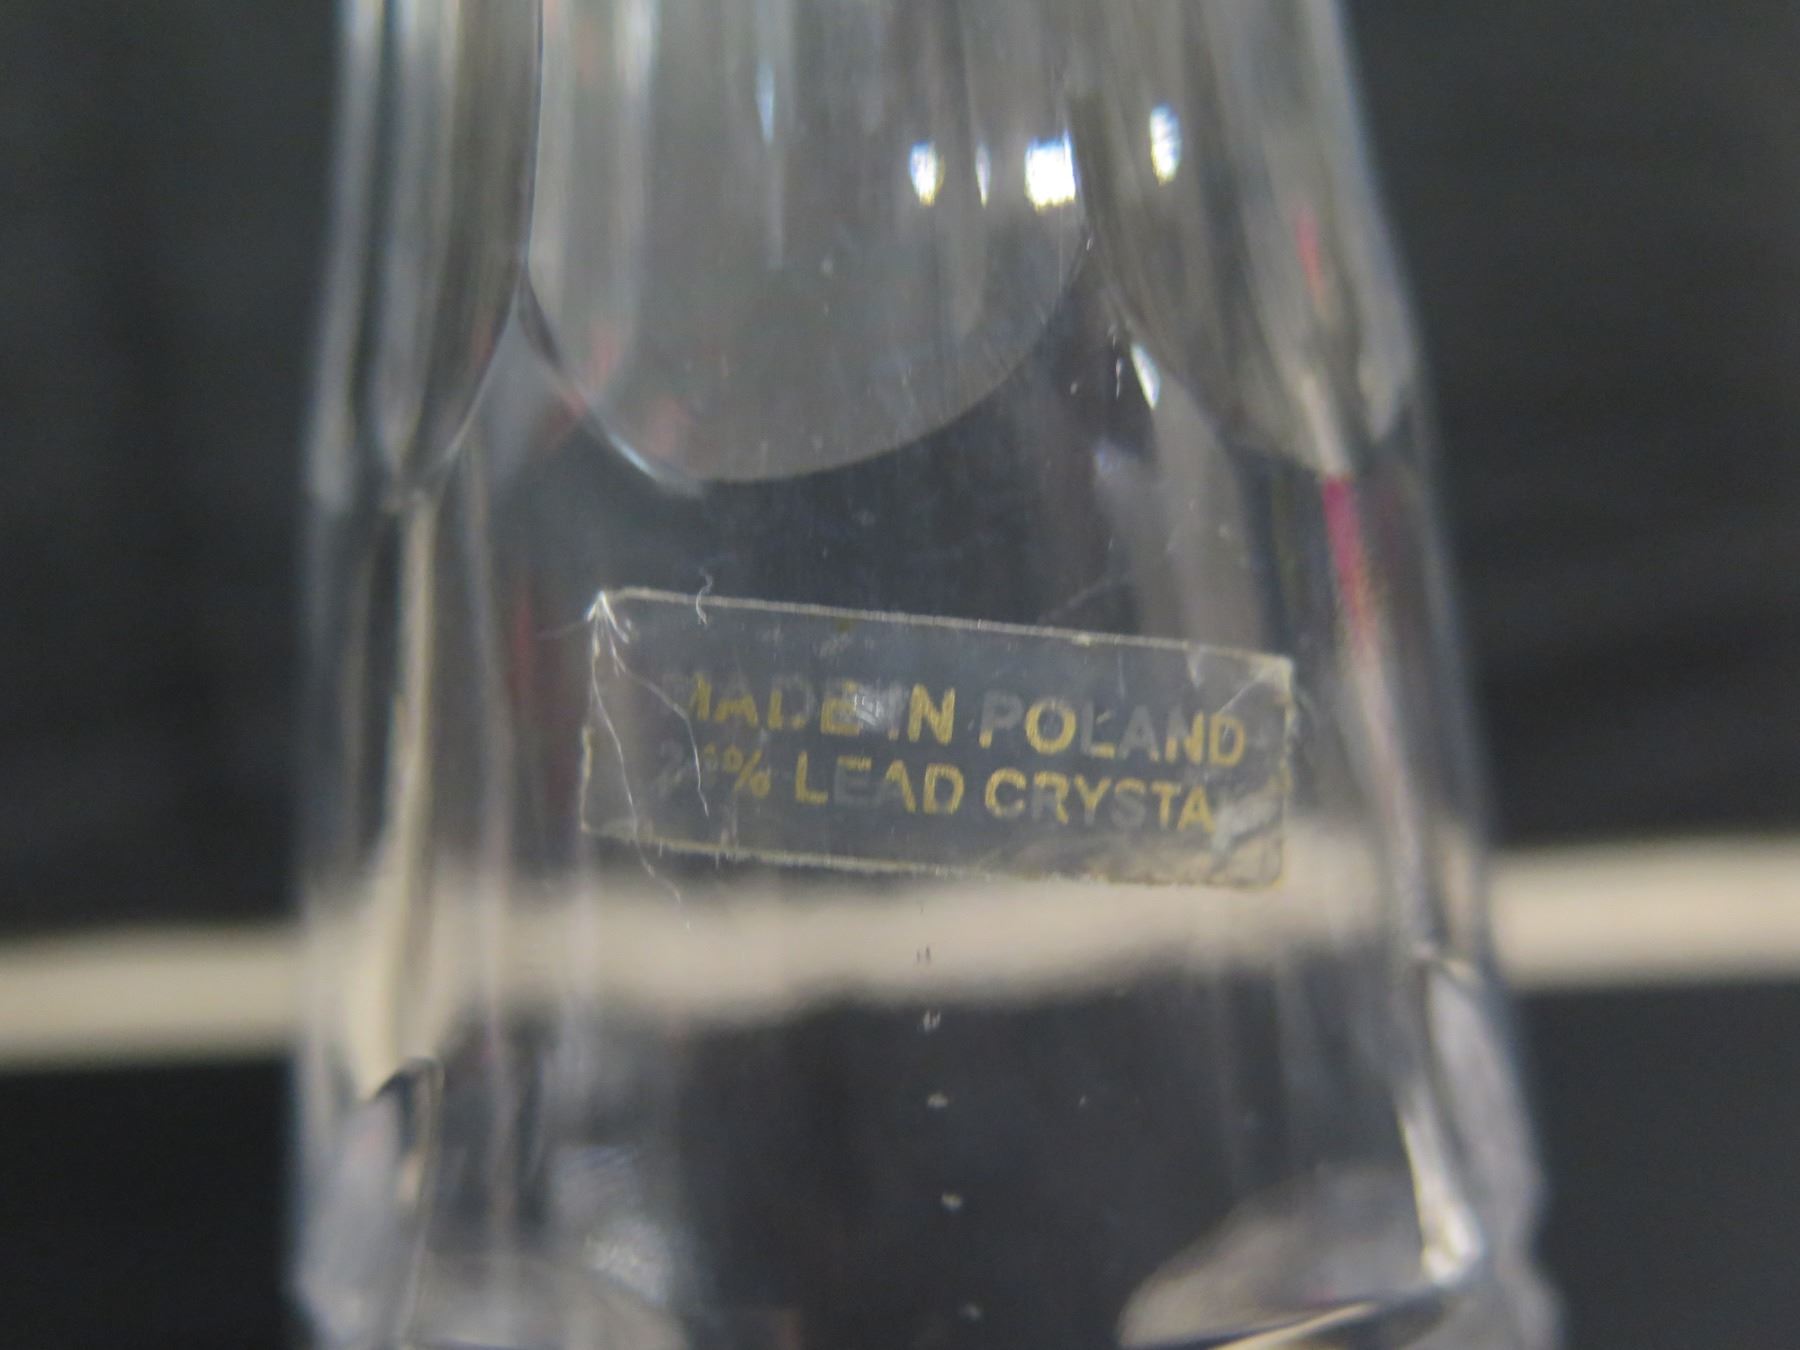 MADE IN POLAND
LEAD CRYSTAL